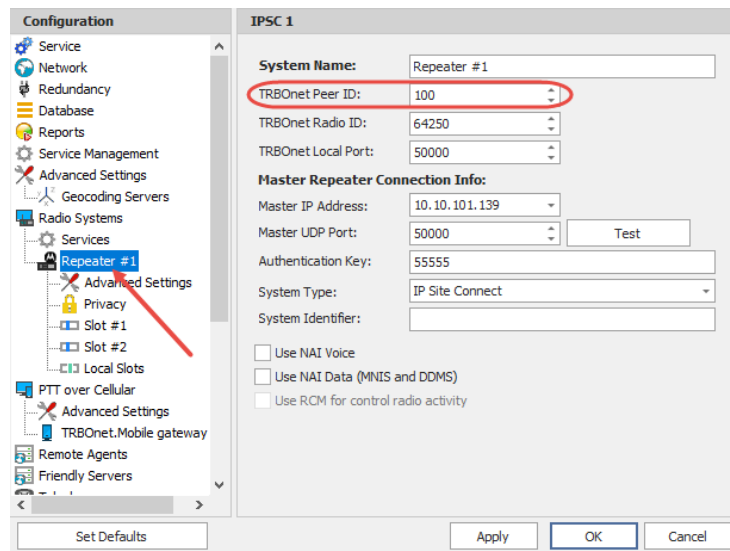 Configuration
Service
Network
Redundancy
Database
Reports
Service Management
Advanced Settings
Geocoding Servers
Radio Systems
Services
Repeater #1
Advanced Settings
Privacy
Slot #1
Slot #2
Local Slots
PTT over Cellular
Advanced Settings
TRBOnet.Mobile gateway
Remote Agents
Friendly Servers
Set Defaults
IPSC 1
System Name: Repeater #1
TRBOnet Peer ID: 100
TRBOnet Radio ID: 64250
TRBOnet Local Port: 50000
Master Repeater Connection Info:
Master IP Address: 10.10.101.139
Master UDP Port: 50000 Test
Authentication Key: 55555
System Type: IP Site Connect
System Identifier:
Use NAI Voice
Use NAI Data (MNIS and DDMS)
Use RCM for control radio activity
Apply OK Cancel